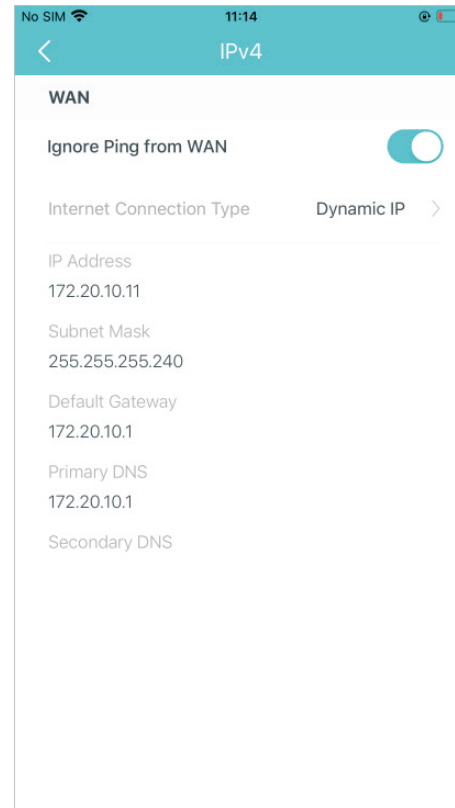 No SIM 11:14
IPv4
WAN
Ignore Ping from WAN
Internet Connection Type Dynamic IP
IP Address
172.20.10.11
Subnet Mask
255.255.255.240
Default Gateway
172.20.10.1
Primary DNS
172.20.10.1
Secondary DNS